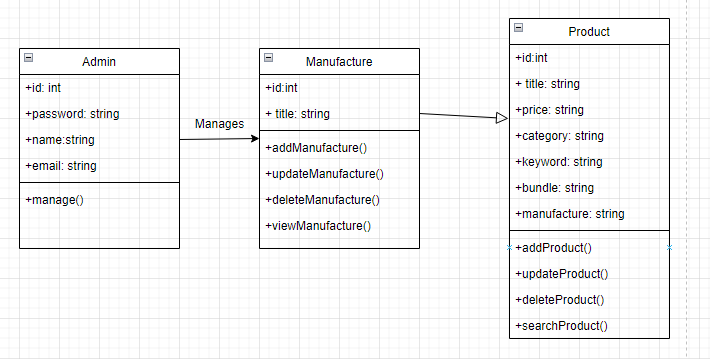 Admin
+id: int
+password: string
+name:string
+email: string
+manage()
Manages
Manufacture
+id:int
+ title: string
+addManufacture()
+updateManufacture()
+deleteManufacture()
+viewManufacture()
Product
+id:int
+ title: string
+price: string
+category: string
+keyword: string
+bundle: string
+manufacture: string
+addProduct()
+updateProduct()
+deleteProduct()
+searchProduct()